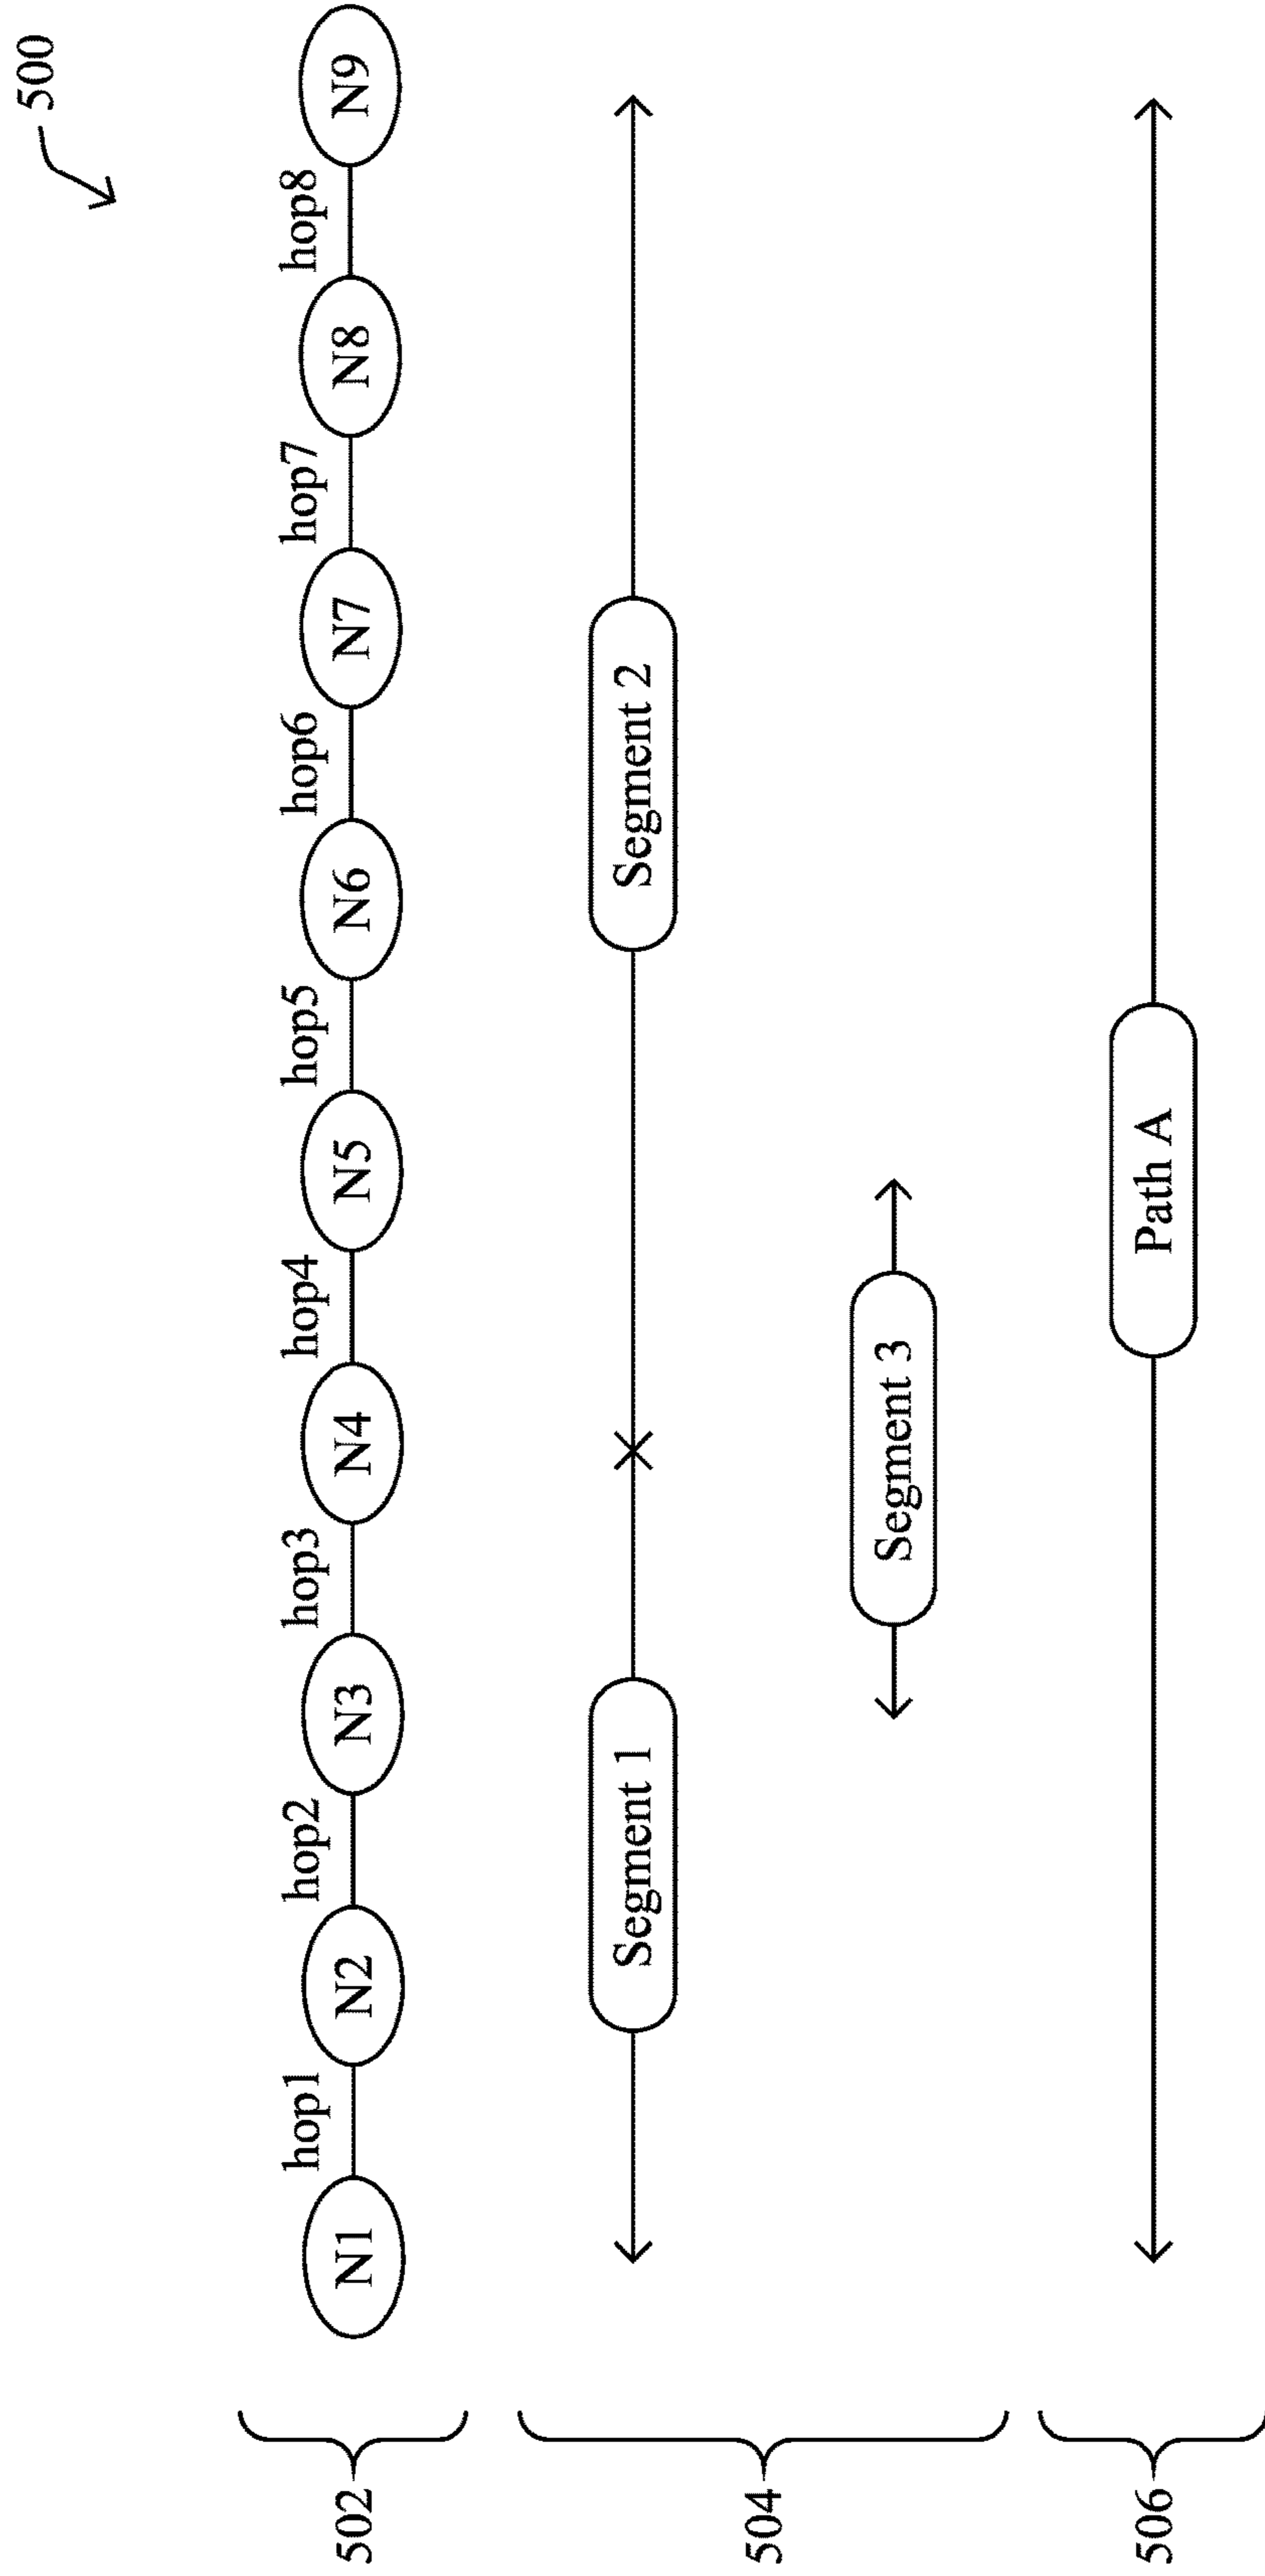 500
hop1 hop2 hop3 hop4 hop5 hop6 hop7 hop8
502 N1 N2 N3 N4 N5 N6 N7 N8 N9
Segment 1 Segment 2
504
Segment 3
506 Path A